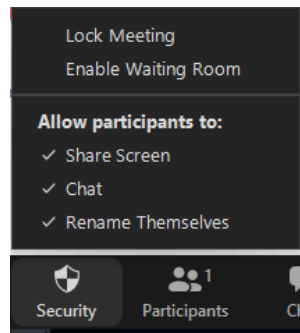 Lock Meeting
Enable Waiting Room
Allow participants to:
Share Screen
Chat
Rename Themselves
1
Security
Participants